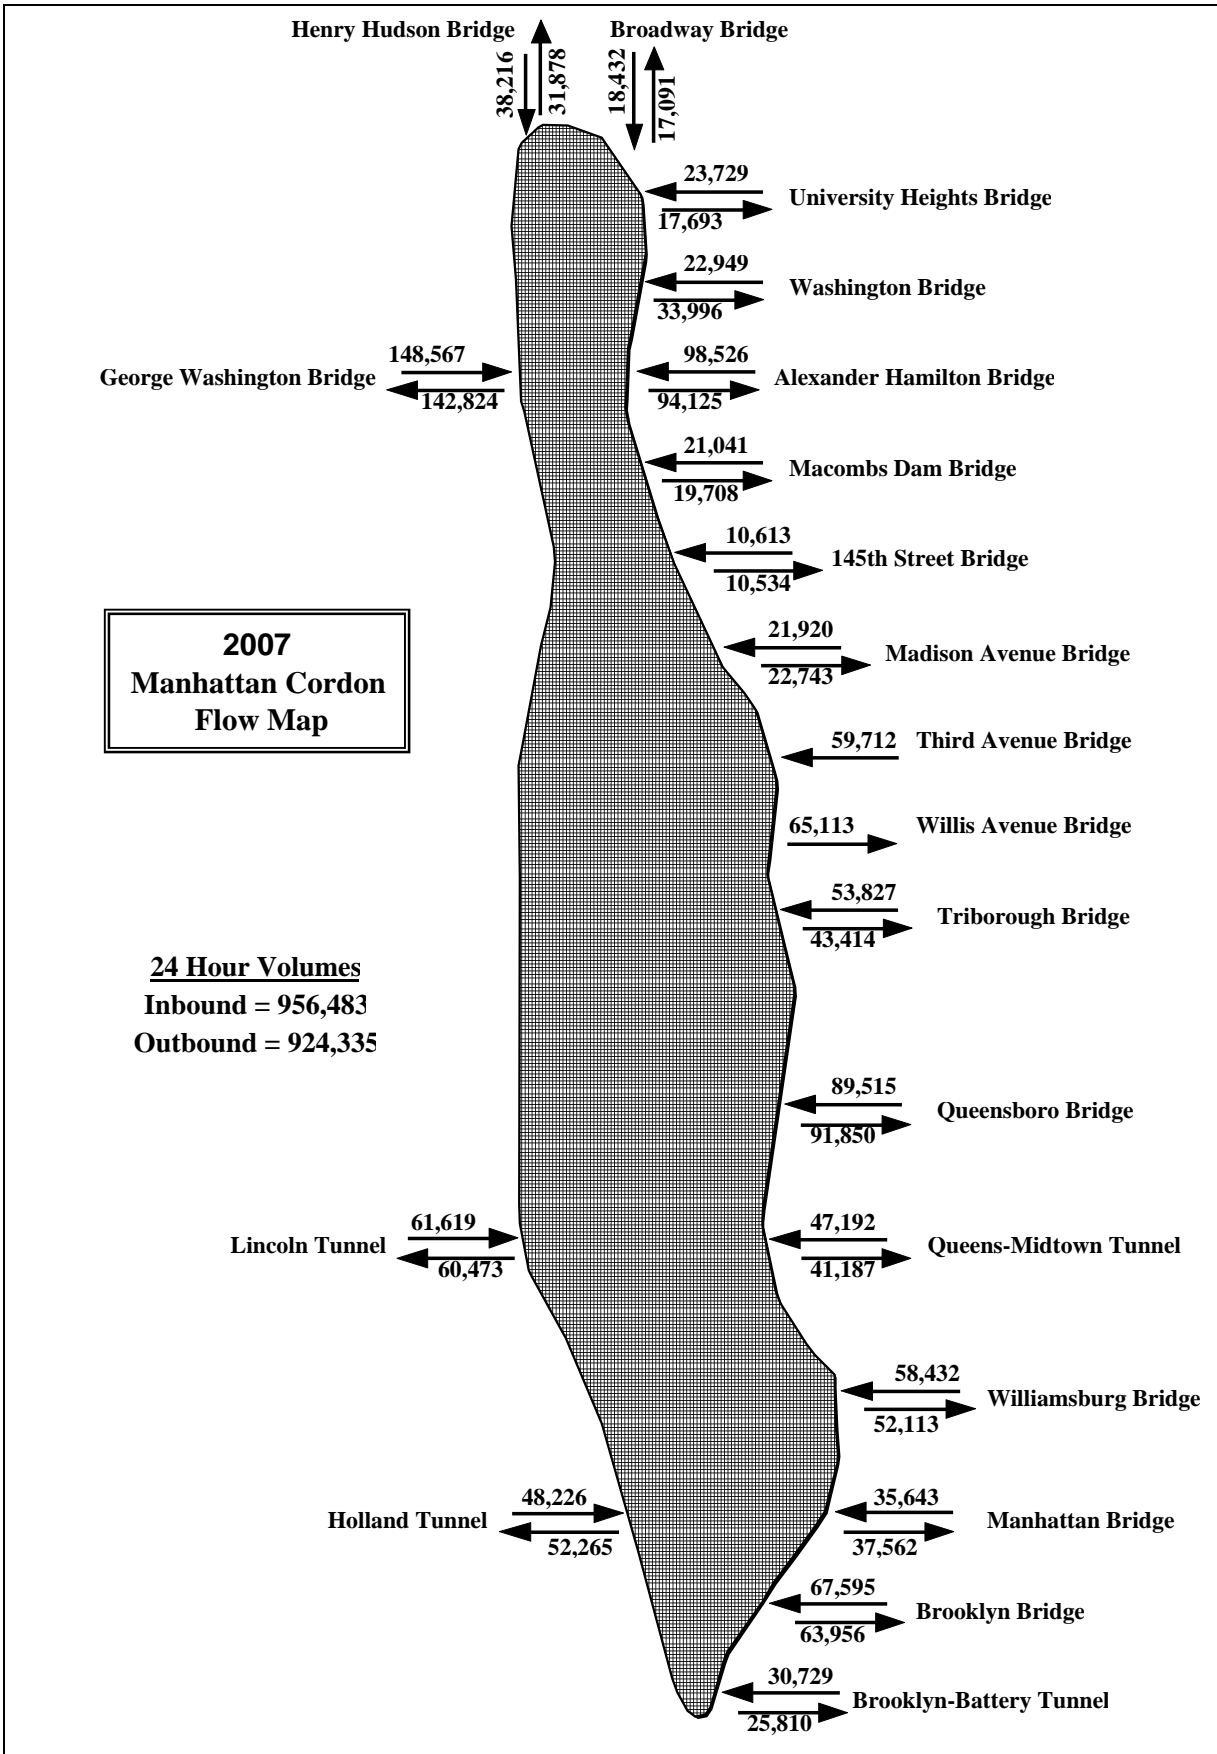 Henry Hudson Bridge
Broadway Bridge
38,216
31,878
18,432
17,091
23,729
University Heights Bridge
17,693
22,949
Washington Bridge
33,996
148,567
George Washington Bridge
142,824
98,526
Alexander Hamilton Bridge
94,125
21,041
Macombs Dam Bridge
19,708
10,613
145th Street Bridge
10,534
2007
Manhattan Cordon
Flow Map
21,920
Madison Avenue Bridge
22,743
59,712
Third Avenue Bridge
65,113
Willis Avenue Bridge
53,827
Triborough Bridge
43,414
24 Hour Volumes
Inbound = 956,483
Outbound = 924,335
89,515
Queensboro Bridge
91,850
61,619
Lincoln Tunnel
60,473
47,192
Queens-Midtown Tunnel
41,187
58,432
Williamsburg Bridge
52,113
48,226
Holland Tunnel
52,265
35,643
Manhattan Bridge
37,562
67,595
Brooklyn Bridge
63,956
30,729
Brooklyn-Battery Tunnel
25,810